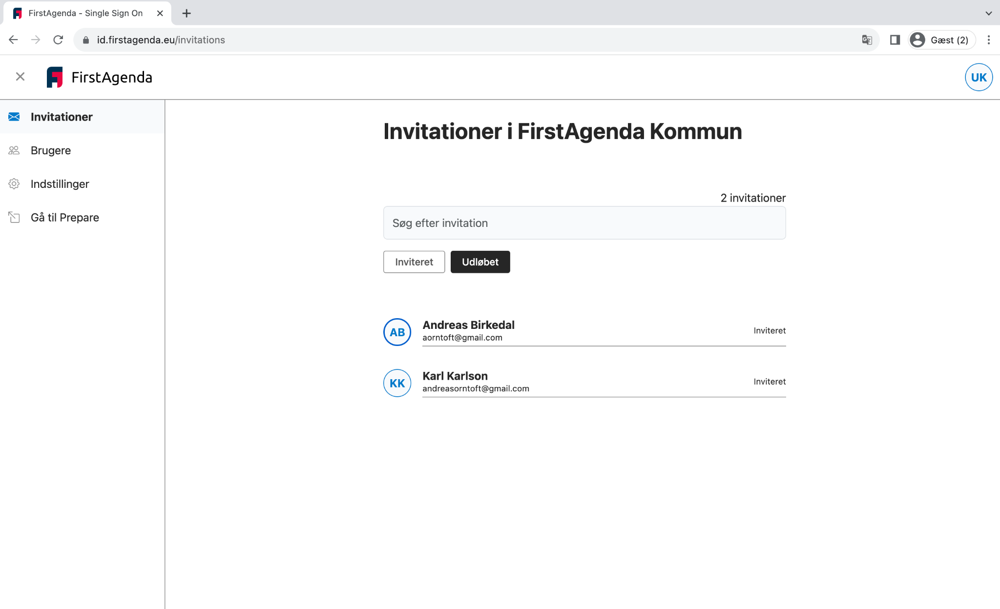 FirstAgenda - Single Sign On
id.firstagenda.eu/invitations
Gæst (2)
FirstAgenda
UK
Invitationer
Brugere
Indstillinger
Gå til Prepare
Invitationer i FirstAgenda Kommun
2 invitationer
Søg efter invitation
Inviteret
Udløbet
AB
Andreas Birkedal
aorntoft@gmail.com
Inviteret
KK
Karl Karlson
andreasorntoft@gmail.com
Inviteret